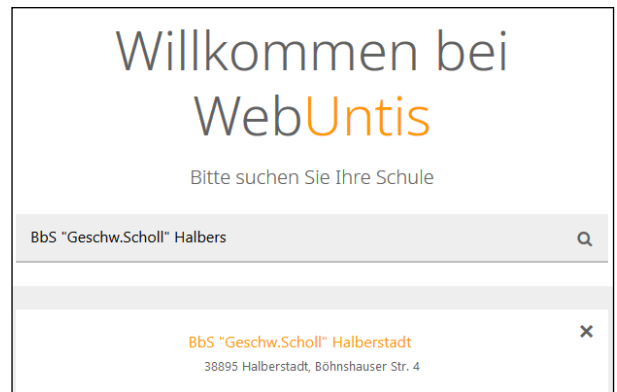 Willkommen bei
WebUntis
Bitte suchen Sie Ihre Schule
BbS "Geschw.Scholl" Halbers
BbS "Geschw.Scholl" Halberstadt
38895 Halberstadt, Böhnshauser Str. 4